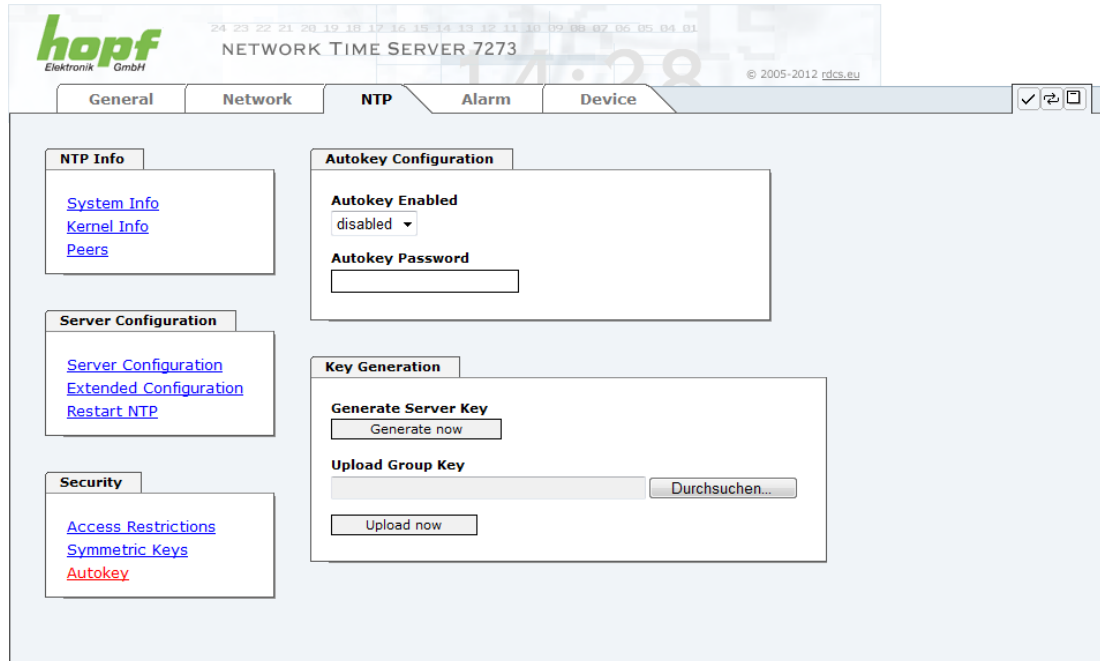 24 23 22 21 20 19 18 17 16 15 14 13 12 11 10 09 08 07 06 05 04 03
hopf
Elektronik GmbH
NETWORK TIME SERVER 7273
14:28
© 2005-2012 rdcs.eu
General
Network
NTP
Alarm
Device
NTP Info
System Info
Kernel Info
Peers
Server Configuration
Server Configuration
Extended Configuration
Restart NTP
Security
Access Restrictions
Symmetric Keys
Autokey
Autokey Configuration
Autokey Enabled
disabled
Autokey Password
Key Generation
Generate Server Key
Generate now
Upload Group Key
Durchsuchen...
Upload now